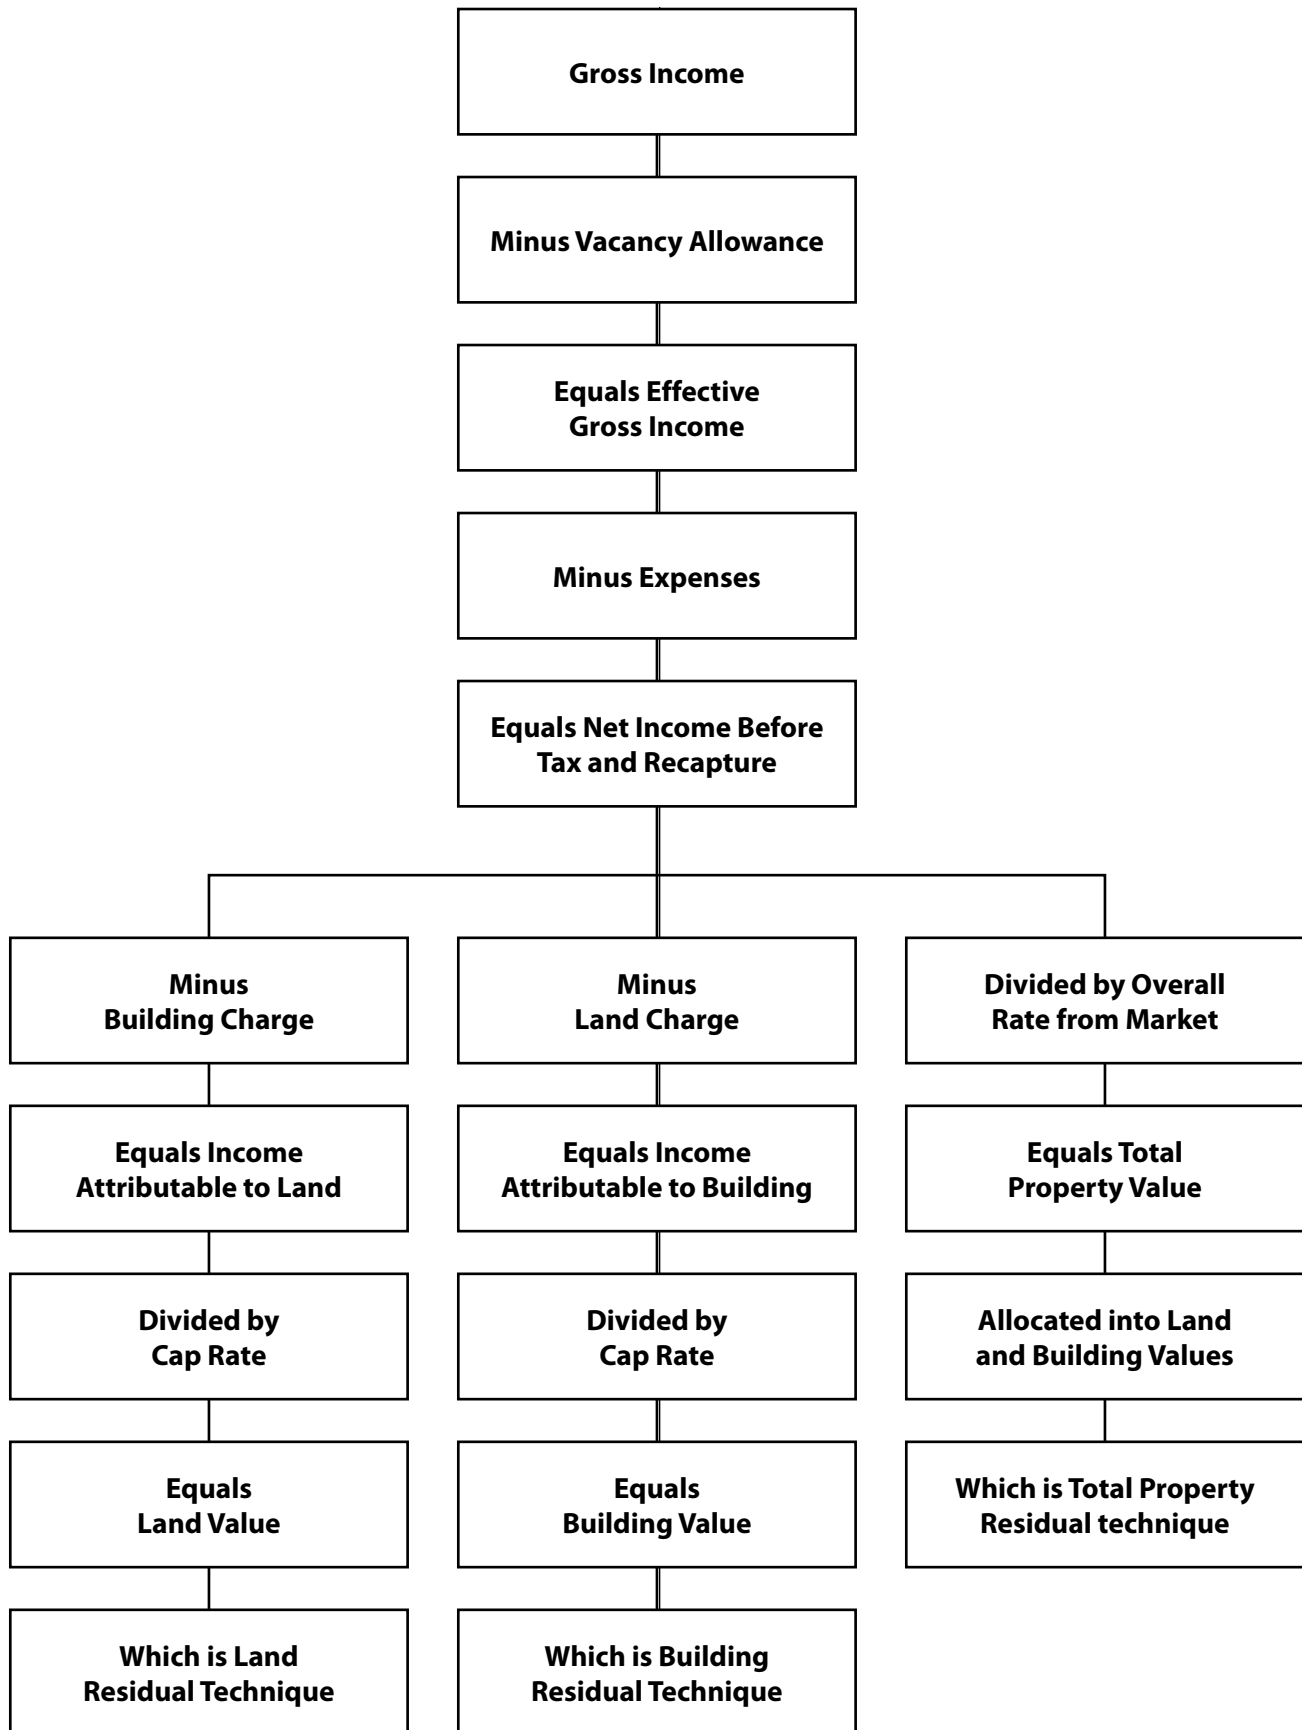 Gross Income
Minus Vacancy Allowance
Equals Effective
Gross Income
Minus Expenses
Equals Net Income Before
Tax and Recapture
Minus
Building Charge
Equals Income
Attributable to Land
Divided by
Cap Rate
Equals
Land Value
Which is Land
Residual Technique
Minus
Land Charge
Equals Income
Attributable to Building
Divided by
Cap Rate
Equals
Building Value
Which is Building
Residual Technique
Divided by Overall
Rate from Market
Equals Total
Property Value
Allocated into Land
and Building Values
Which is Total Property
Residual technique